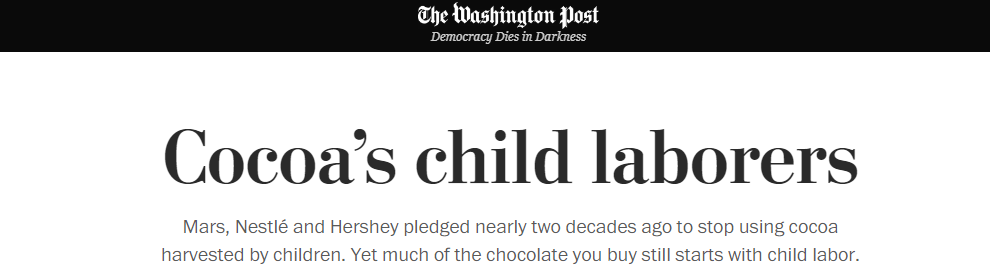 The Washington Post
Democracy Dies in Darkness
Cocoa’s child laborers
Mars, Nestlé and Hershey pledged nearly two decades ago to stop using cocoa
harvested by children. Yet much of the chocolate you buy still starts with child labor.